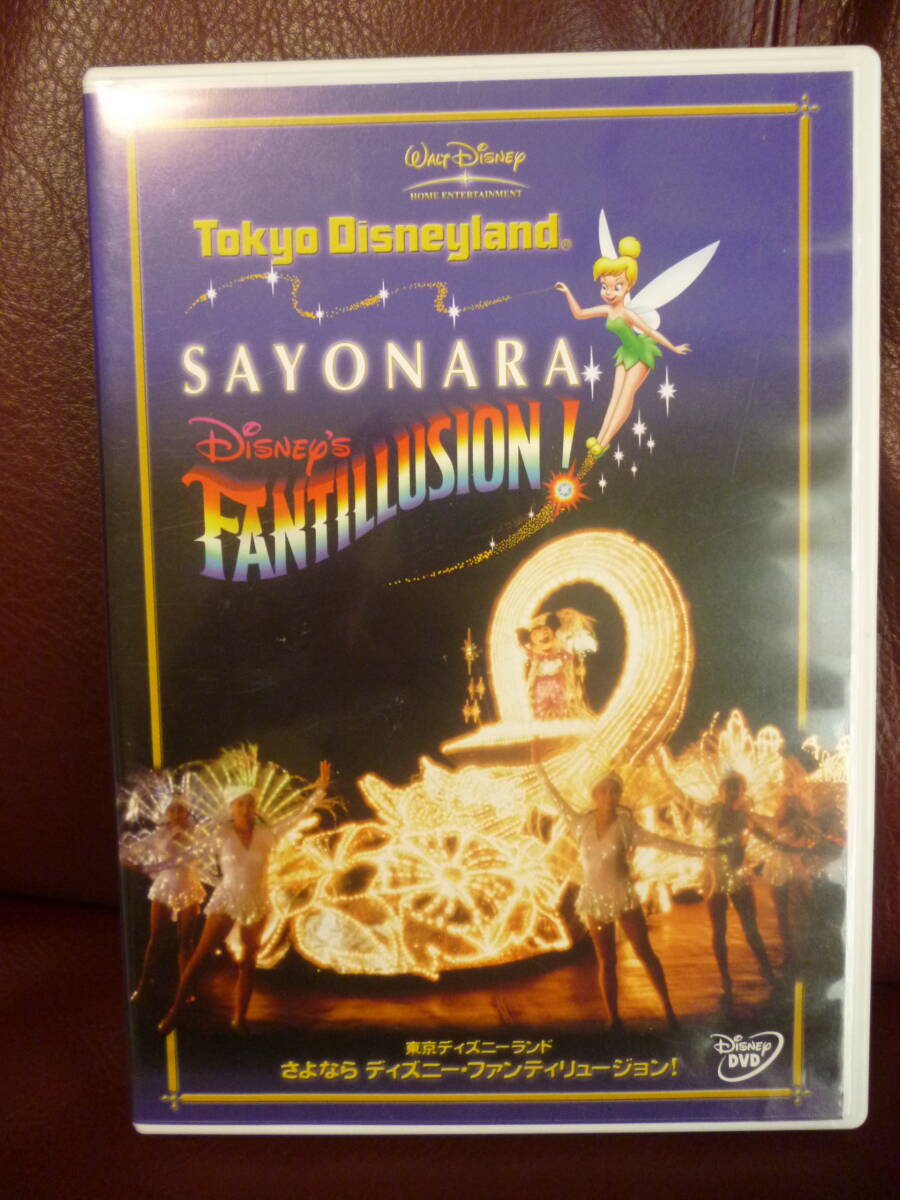 WALT DISNEY
HOME ENTERTAINMENT
Tokyo Disneyland®
SAYONARA
DISNEY'S
FANTILLUSION!
東京ディズニーランド
さよなら ディズニー・ファンティリュージョン!
DISNEY
DVD